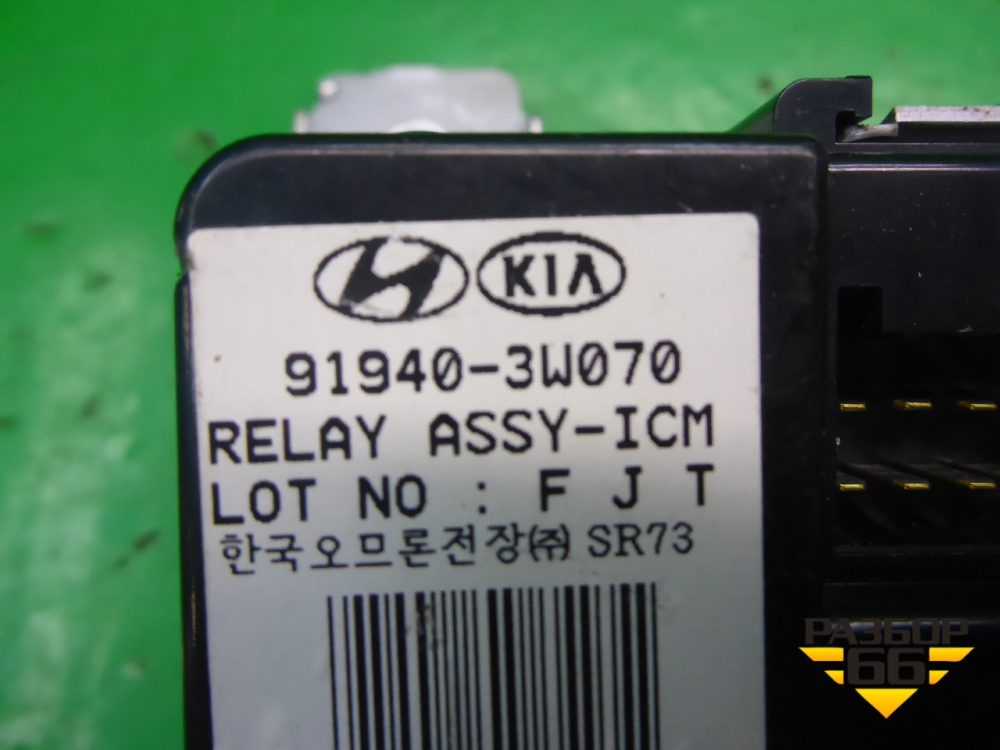 KIA
91940-3W070
RELAY ASSY-ICM
LOT NO : F J T
한국오므론전장㈜ SR73
РАЗБОР
66